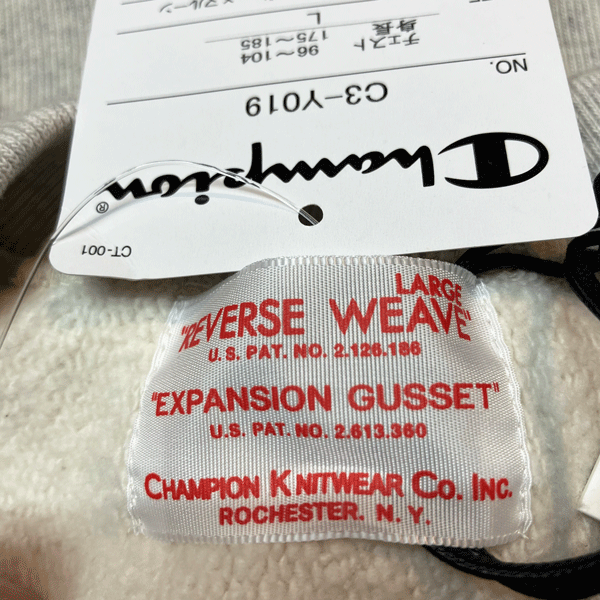 CT-001
Champion®
NO. C3-Y019
チェスト 96〜104
身長 175〜185
L
LARGE
"REVERSE WEAVE"
U.S. PAT. NO. 2.126.186
"EXPANSION GUSSET"
U.S. PAT. NO. 2.613.360
CHAMPION KNITWEAR CO. INC.
ROCHESTER, N. Y.